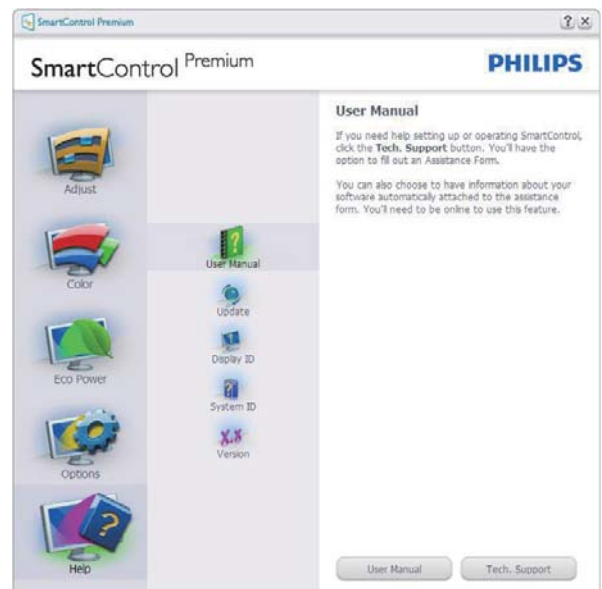 SmartControl Premium
? X
SmartControl Premium
PHILIPS
Adjust
Color
Eco Power
Options
Help
User Manual
Update
Display ID
System ID
X.X
Version
User Manual
If you need help setting up or operating SmartControl,
click the Tech. Support button. You'll have the
option to fill out an Assistance Form.
You can also choose to have information about your
software automatically attached to the assistance
form. You'll need to be online to use this feature.
User Manual
Tech. Support